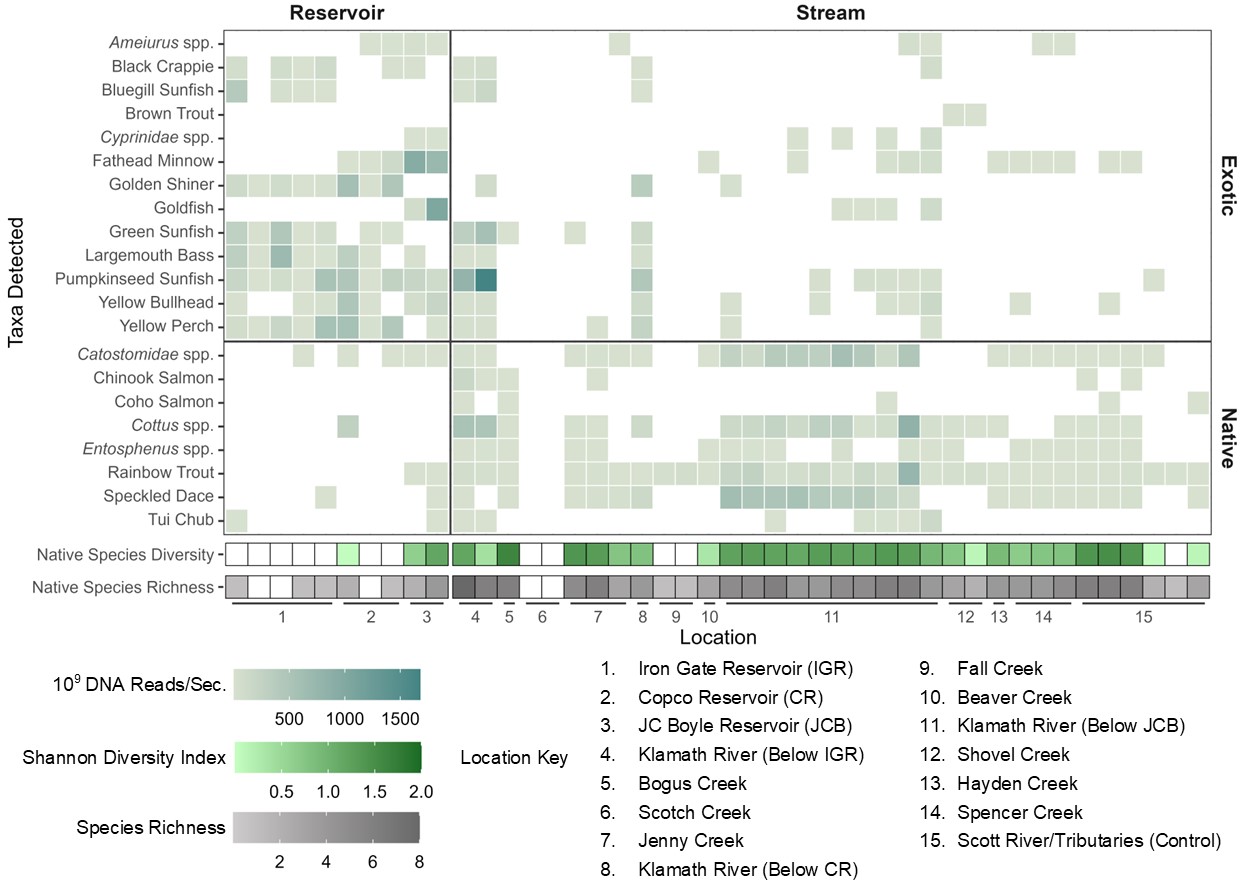 Reservoir Stream
Taxa Detected
Ameiurus spp.
Black Crappie
Bluegill Sunfish
Brown Trout
Cyprinidae spp.
Fathead Minnow
Golden Shiner
Goldfish
Green Sunfish
Largemouth Bass
Pumpkinseed Sunfish
Yellow Bullhead
Yellow Perch
Exotic
Catostomidae spp.
Chinook Salmon
Coho Salmon
Cottus spp.
Entosphenus spp.
Rainbow Trout
Speckled Dace
Tui Chub
Native
Native Species Diversity
Native Species Richness
1 2 3 4 5 6 7 8 9 10 11 12 13 14 15
Location
10⁹ DNA Reads/Sec.
500 1000 1500
Shannon Diversity Index
0.5 1.0 1.5 2.0
Species Richness
2 4 6 8
Location Key
1. Iron Gate Reservoir (IGR)
2. Copco Reservoir (CR)
3. JC Boyle Reservoir (JCB)
4. Klamath River (Below IGR)
5. Bogus Creek
6. Scotch Creek
7. Jenny Creek
8. Klamath River (Below CR)
9. Fall Creek
10. Beaver Creek
11. Klamath River (Below JCB)
12. Shovel Creek
13. Hayden Creek
14. Spencer Creek
15. Scott River/Tributaries (Control)